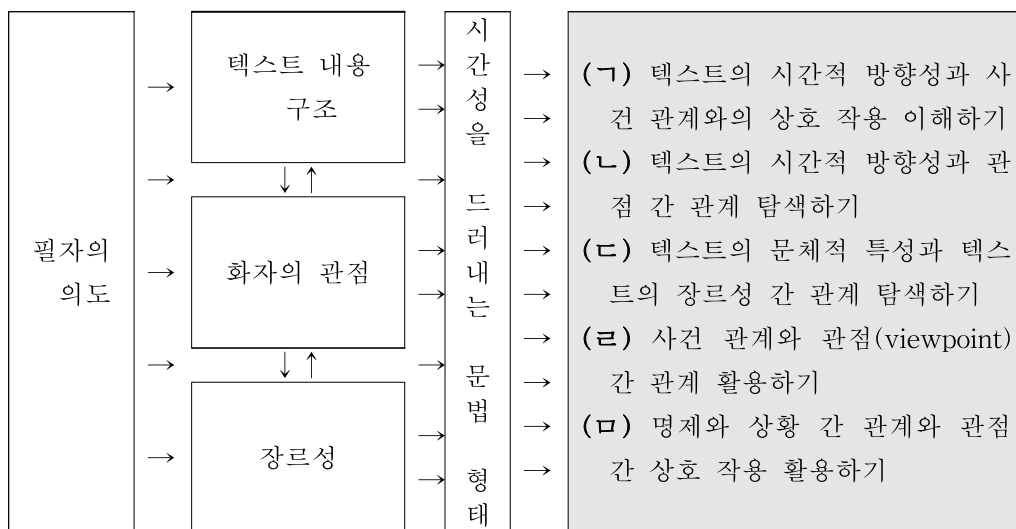 필자의
의도
텍스트 내용
구조
↓ ↑
화자의 관점
↓ ↑
장르성
시간성을 드러내는 문법 형태
(ㄱ) 텍스트의 시간적 방향성과 사
건 관계와의 상호 작용 이해하기
(ㄴ) 텍스트의 시간적 방향성과 관
점 간 관계 탐색하기
(ㄷ) 텍스트의 문체적 특성과 텍스
트의 장르성 간 관계 탐색하기
(ㄹ) 사건 관계와 관점(viewpoint)
간 관계 활용하기
(ㅁ) 명제와 상황 간 관계와 관점
간 상호 작용 활용하기